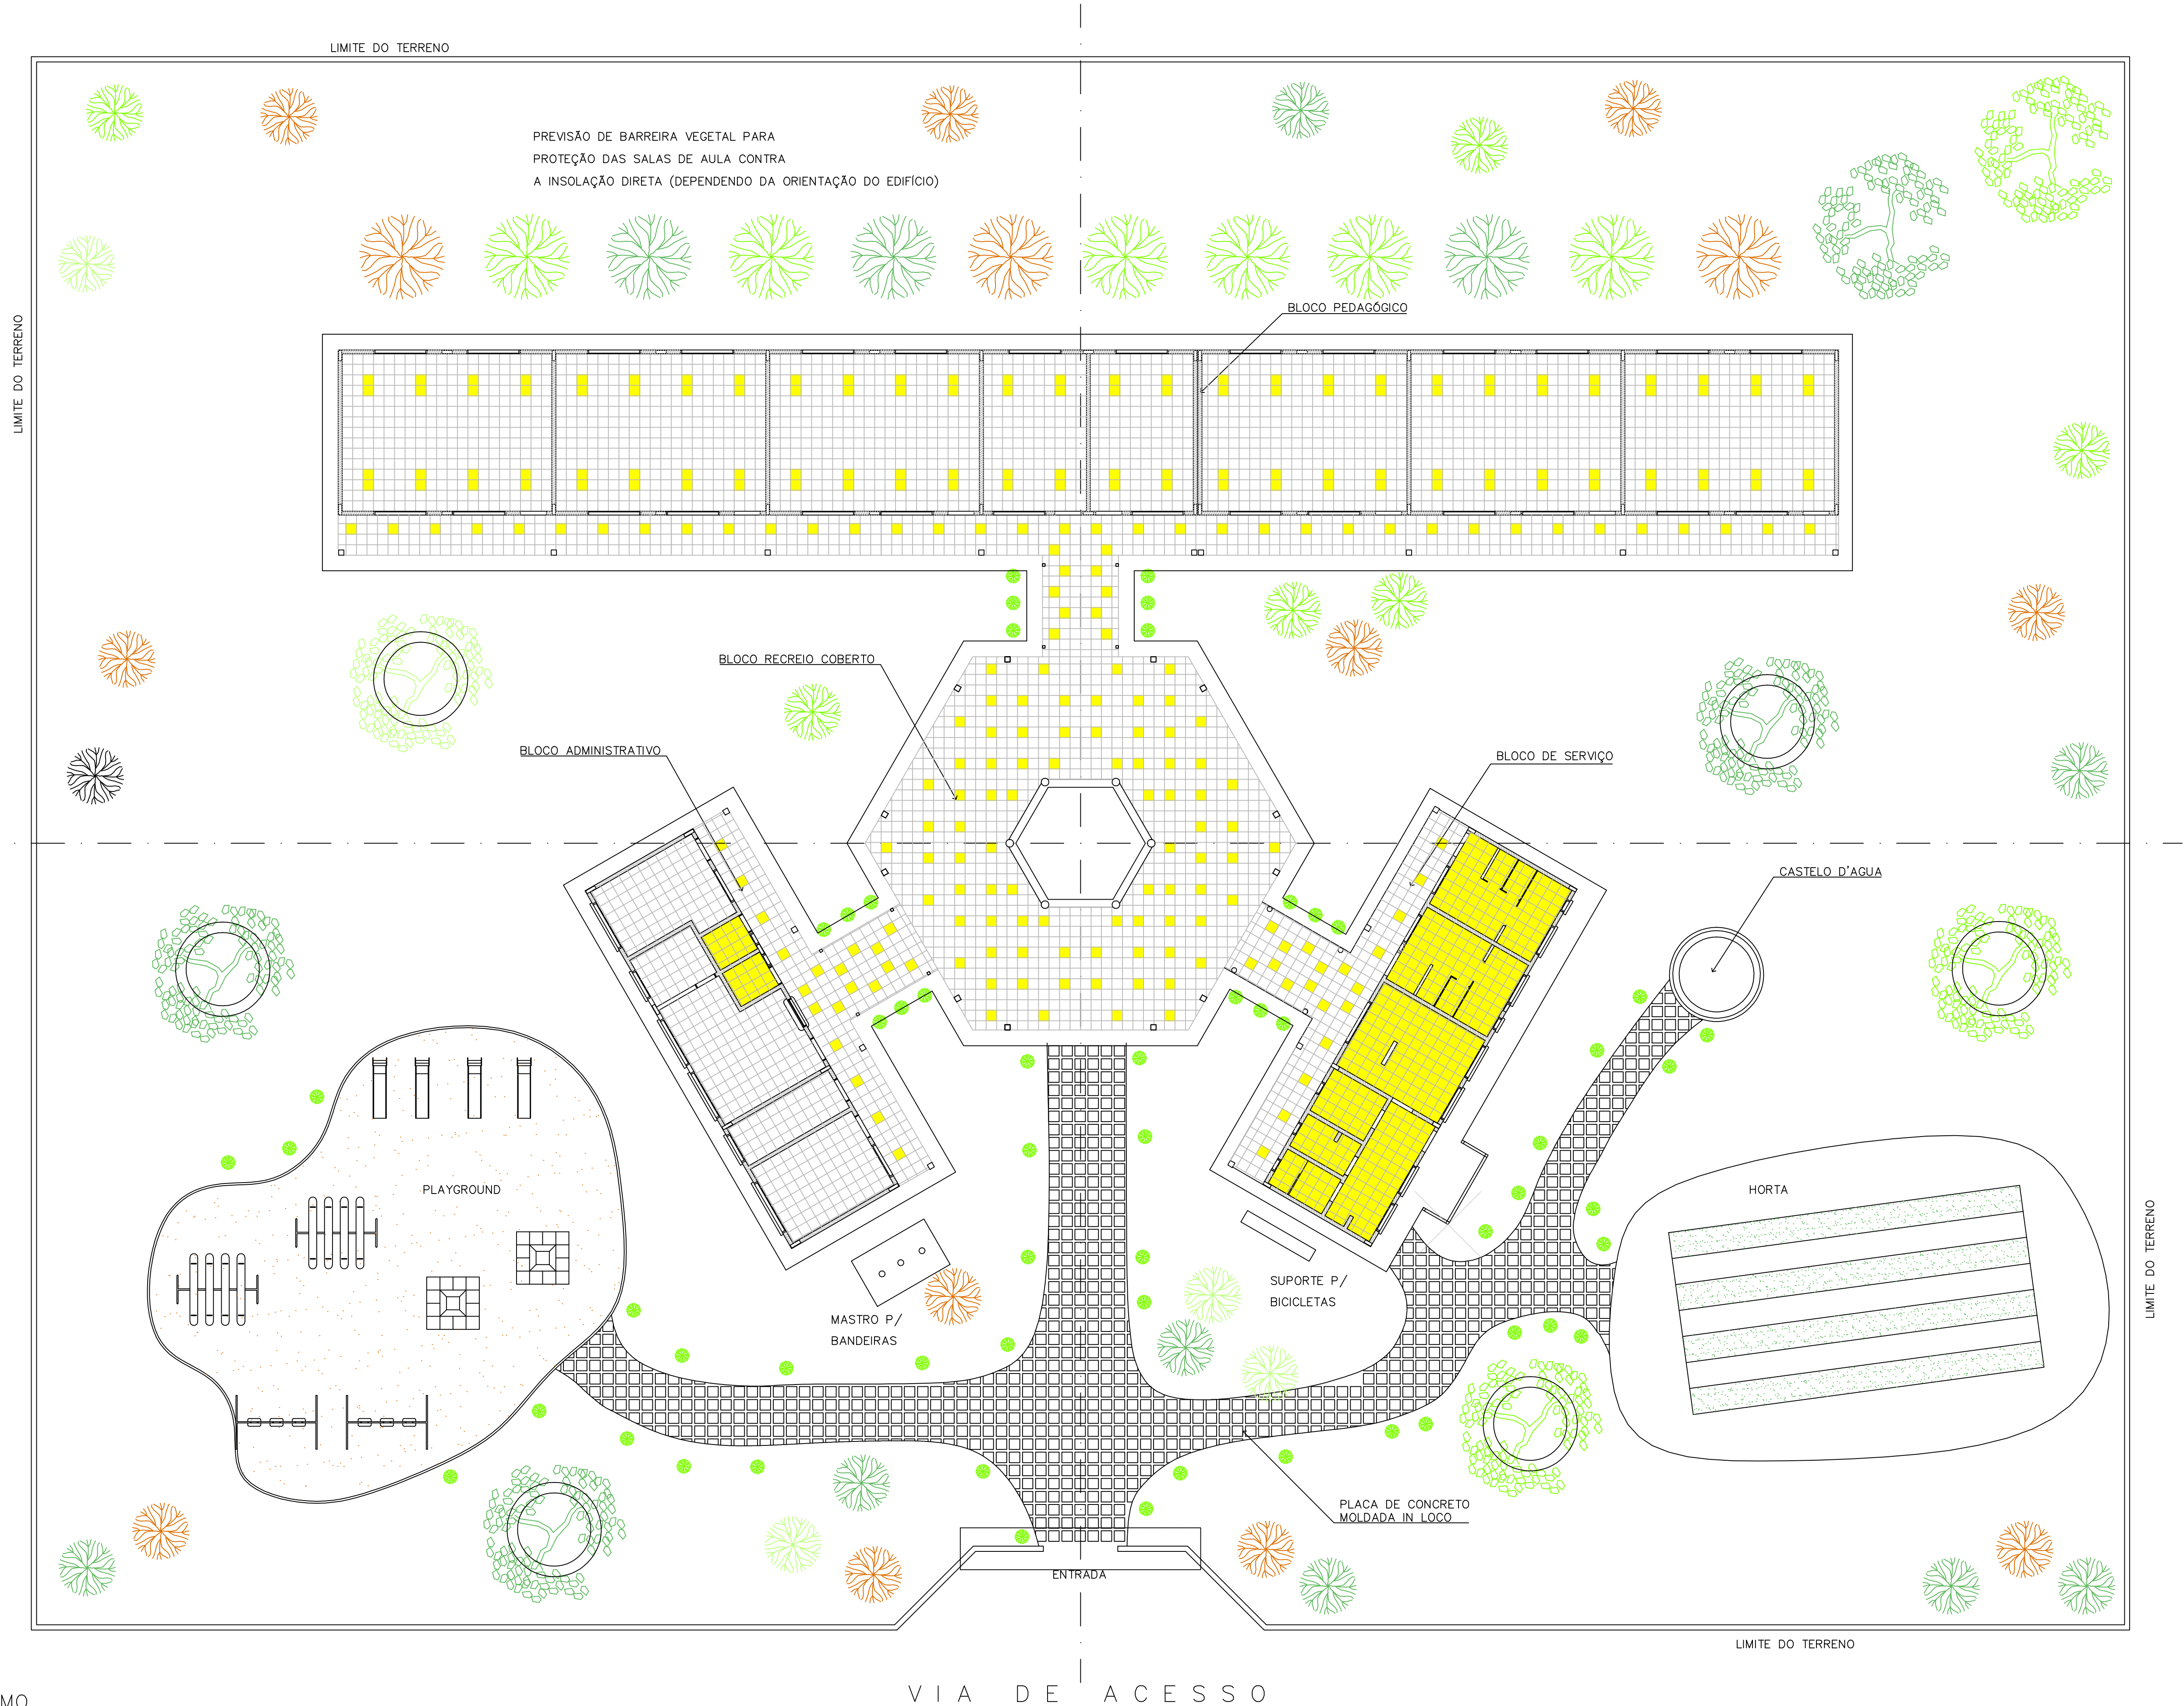 LIMITE DO TERRENO
PREVISÃO DE BARREIRA VEGETAL PARA
PROTEÇÃO DAS SALAS DE AULA CONTRA
A INSOLAÇÃO DIRETA (DEPENDENDO DA ORIENTAÇÃO DO EDIFÍCIO)
LIMITE DO TERRENO
BLOCO PEDAGÓGICO
BLOCO RECREIO COBERTO
BLOCO ADMINISTRATIVO
BLOCO DE SERVIÇO
CASTELO D'AGUA
PLAYGROUND
HORTA
LIMITE DO TERRENO
SUPORTE P/
BICICLETAS
MASTRO P/
BANDEIRAS
PLACA DE CONCRETO
MOLDADA IN LOCO
ENTRADA
LIMITE DO TERRENO
VIA DE ACESSO
MO